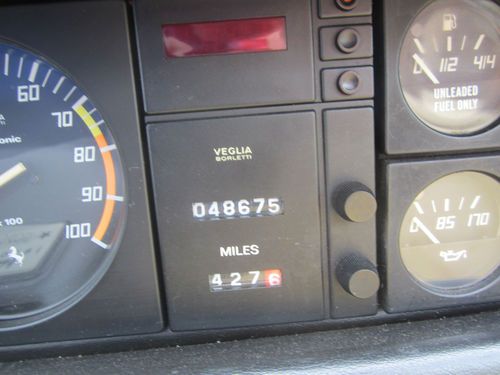 60
70
80
90
100
x 100
VEGLIA
BORLETTI
048675
MILES
4276
0 1/2 4/4
UNLEADED
FUEL ONLY
0 85 170